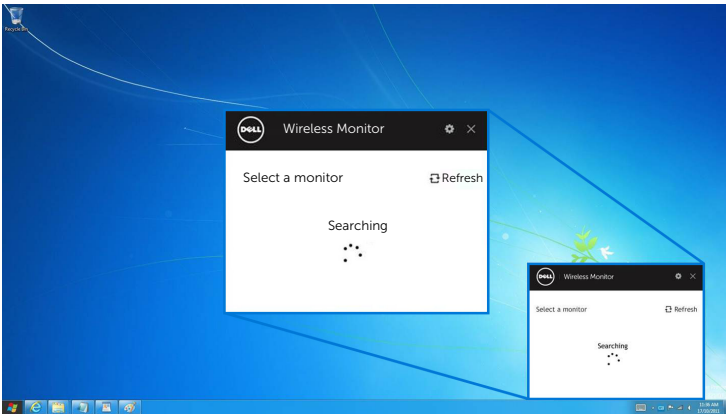 Recycle Bin
DELL
Wireless Monitor
Select a monitor
Refresh
Searching
DELL
Wireless Monitor
Select a monitor
Refresh
Searching